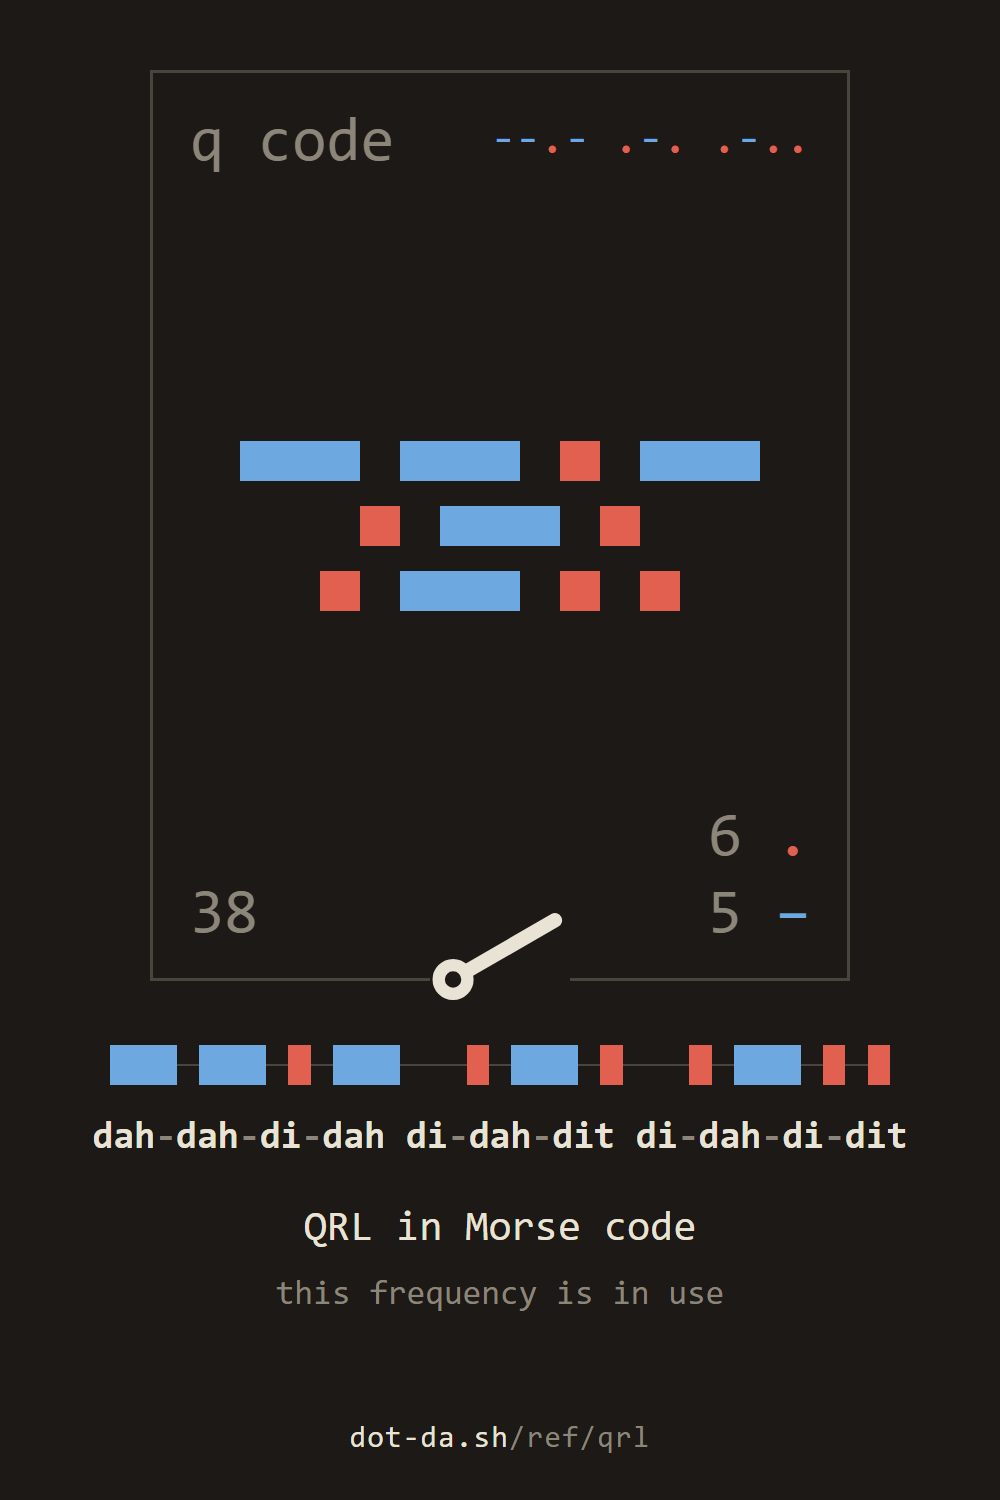 q code --.- .-. .-..
6 .
38 5 -
dah-dah-di-dah di-dah-dit di-dah-di-dit
QRL in Morse code
this frequency is in use
dot-da.sh/ref/qrl